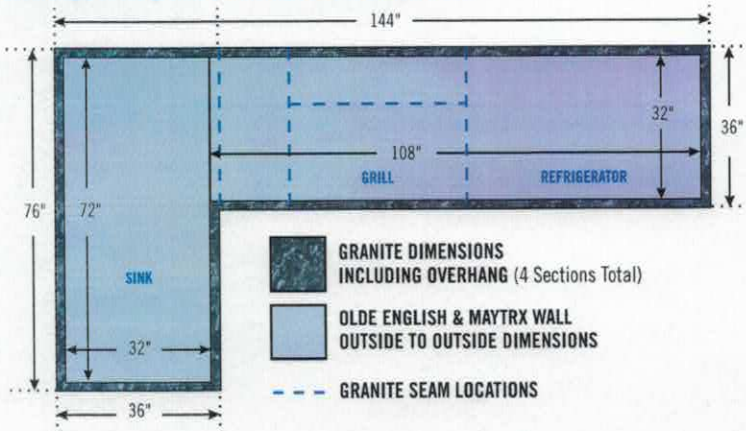 144"
76"
72"
32"
36"
108"
GRILL
REFRIGERATOR
SINK
32"
36"
GRANITE DIMENSIONS
INCLUDING OVERHANG (4 Sections Total)
OLDE ENGLISH & MAYTRX WALL
OUTSIDE TO OUTSIDE DIMENSIONS
GRANITE SEAM LOCATIONS